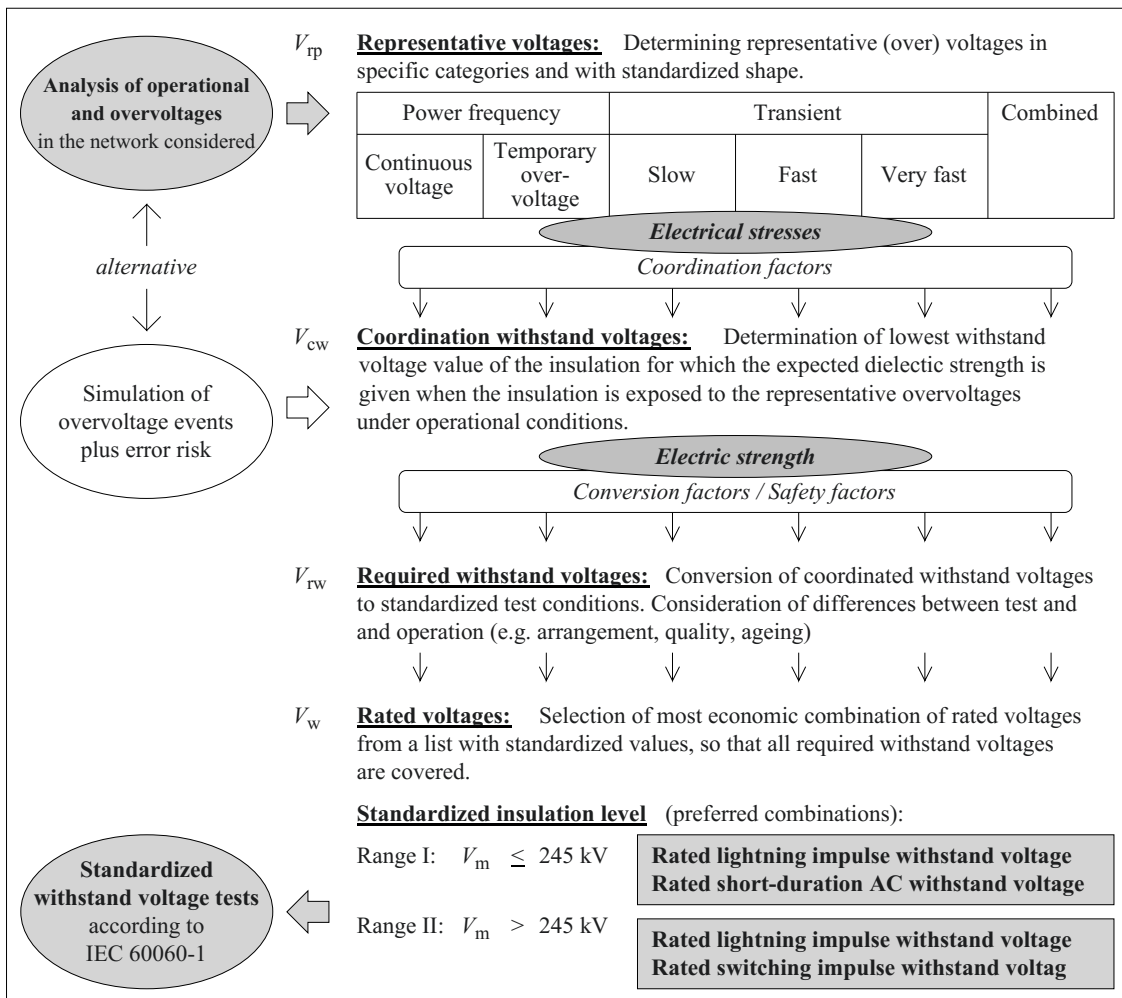 Analysis of operational
and overvoltages
in the network considered
alternative
Simulation of
overvoltage events
plus error risk
V_rp Representative voltages: Determining representative (over) voltages in
specific categories and with standardized shape.
Power frequency Transient Combined
Continuous
voltage
Temporary
over-
voltage
Slow
Fast
Very fast
Electrical stresses
Coordination factors
V_cw Coordination withstand voltages: Determination of lowest withstand
voltage value of the insulation for which the expected dielectic strength is
given when the insulation is exposed to the representative overvoltages
under operational conditions.
Electric strength
Conversion factors / Safety factors
V_rw Required withstand voltages: Conversion of coordinated withstand voltages
to standardized test conditions. Consideration of differences between test and
and operation (e.g. arrangement, quality, ageing)
V_w Rated voltages: Selection of most economic combination of rated voltages
from a list with standardized values, so that all required withstand voltages
are covered.
Standardized insulation level (preferred combinations):
Range I: V_m ≤ 245 kV
Rated lightning impulse withstand voltage
Rated short-duration AC withstand voltage
Range II: V_m > 245 kV
Rated lightning impulse withstand voltage
Rated switching impulse withstand voltag
Standardized
withstand voltage tests
according to
IEC 60060-1